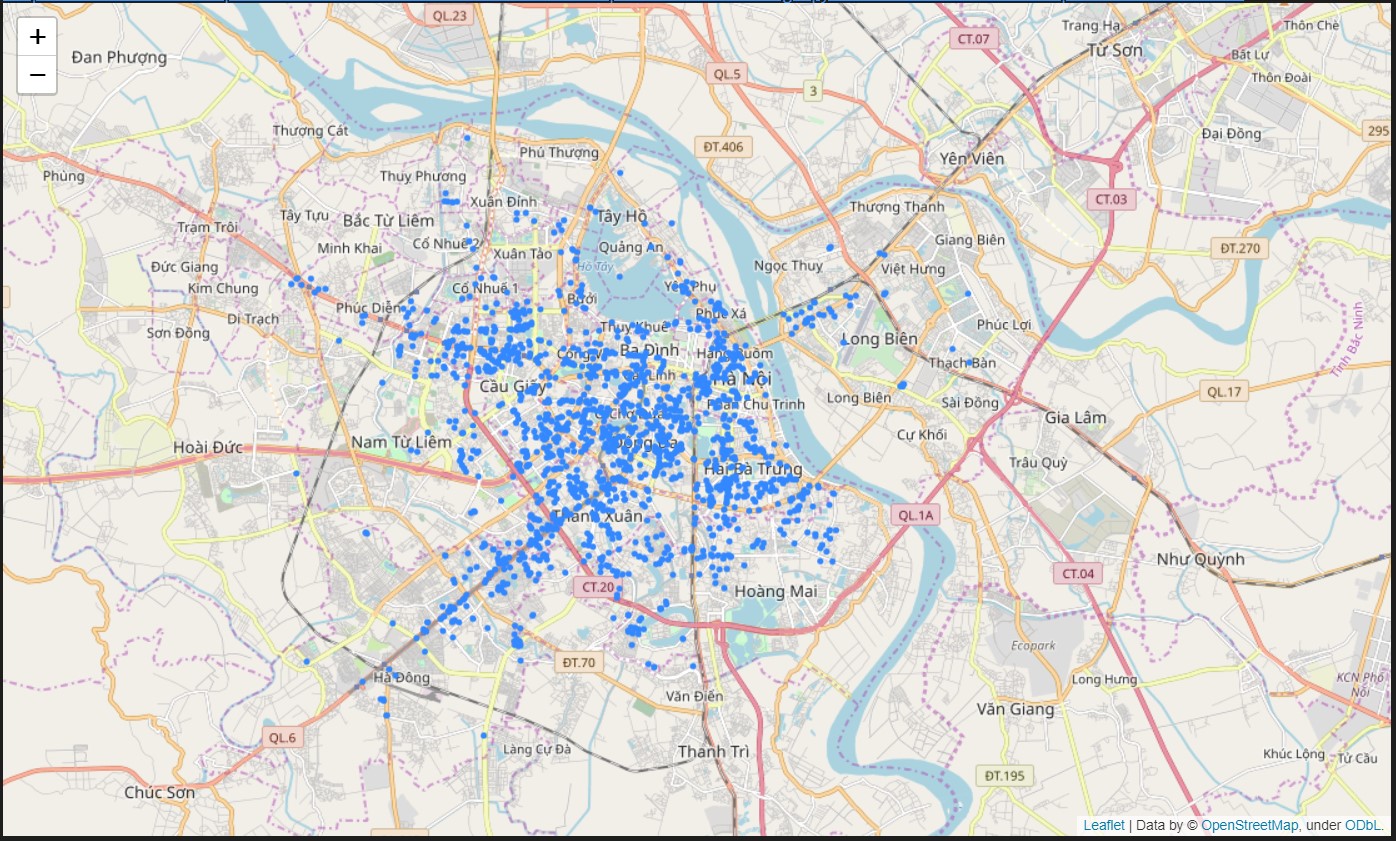 +
−
QL.23
Đan Phượng
QL.5
3
CT.07
Trang Hạ
Từ Sơn
Thôn Chè
Bất Lự
Thôn Đoài
Thượng Cát
Phú Thượng
ĐT.406
Yên Viên
Đại Đồng
295
Phùng
Thuỵ Phương
Xuân Đỉnh
Tây Hồ
Thượng Thanh
CT.03
Tây Tựu
Bắc Từ Liêm
Trạm Trôi
Minh Khai
Cổ Nhuế 2
Xuân Tảo
Quảng An
Giang Biên
ĐT.270
Đức Giang
Hồ Tây
Ngọc Thuỵ
Việt Hưng
Kim Chung
Cổ Nhuế 1
Bưởi
Yên Phụ
Phúc Diễn
Phúc Xá
Di Trạch
Sơn Đồng
Thụy Khuê
Phúc Lợi
Long Biên
Ba Đình
Thạch Bàn
Tỉnh Bắc Ninh
Cầu Giấy
Hà Nội
QL.17
Phan Chu Trinh
Long Biên
Sài Đồng
Gia Lâm
Nam Từ Liêm
Đống Đa
Cự Khối
Hoài Đức
Hai Bà Trưng
Trâu Quỳ
Thanh Xuân
QL.1A
Như Quỳnh
CT.04
CT.20
Hoàng Mai
Ecopark
ĐT.70
Hà Đông
Văn Điển
Long Hưng
KCN Phố
Nối
Văn Giang
QL.6
Làng Cự Đà
Thanh Trì
Khúc Lộng
Từ Cầu
ĐT.195
Chúc Sơn
Leaflet | Data by © OpenStreetMap, under ODbL.